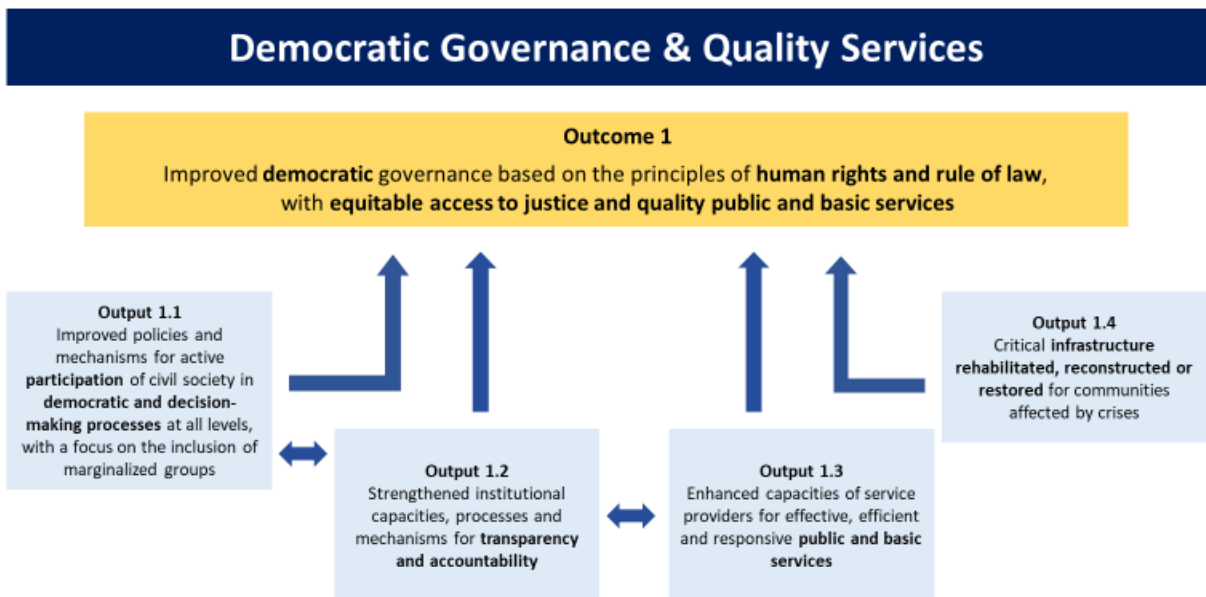 Democratic Governance & Quality Services
Outcome 1
Improved democratic governance based on the principles of human rights and rule of law,
with equitable access to justice and quality public and basic services
Output 1.1
Improved policies and
mechanisms for active
participation of civil society in
democratic and decision-
making processes at all levels,
with a focus on the inclusion of
marginalized groups
Output 1.2
Strengthened institutional
capacities, processes and
mechanisms for transparency
and accountability
Output 1.3
Enhanced capacities of service
providers for effective, efficient
and responsive public and basic
services
Output 1.4
Critical infrastructure
rehabilitated, reconstructed or
restored for communities
affected by crises